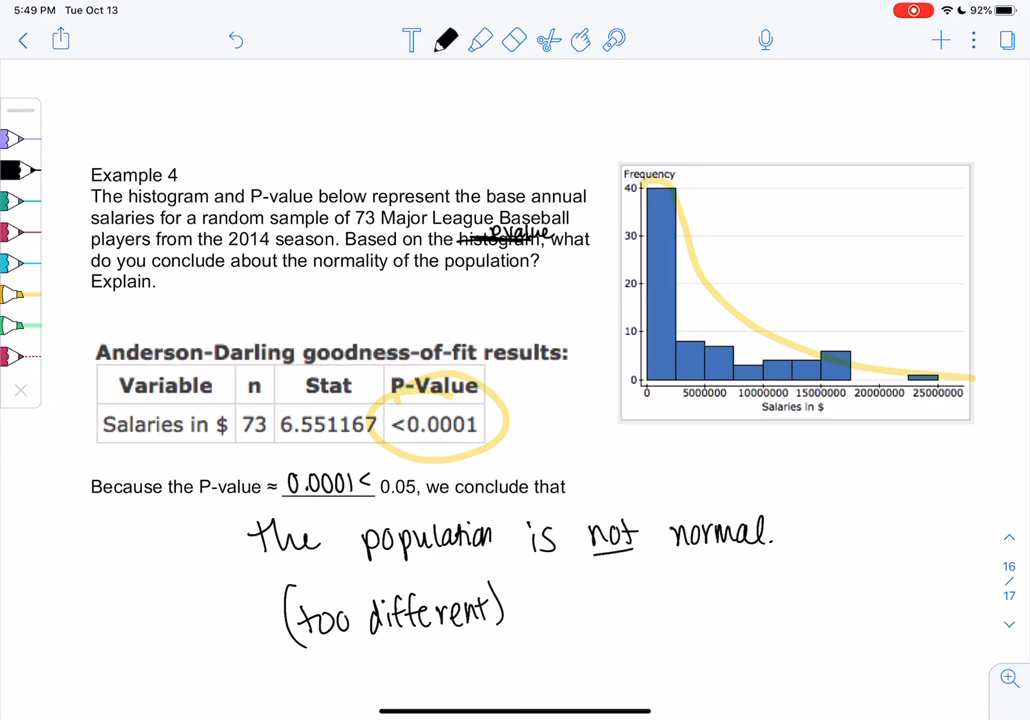 5:49 PM Tue Oct 13
92%
Example 4
The histogram and P-value below represent the base annual
salaries for a random sample of 73 Major League Baseball
p value
players from the 2014 season. Based on the histogram, what
do you conclude about the normality of the population?
Explain.
Frequency
40
30
20
10
0
0 5000000 10000000 15000000 20000000 25000000
Salaries in $
Anderson-Darling goodness-of-fit results:
Variable n Stat P-Value
Salaries in $ 73 6.551167 <0.0001
Because the P-value ≈ 0.0001 < 0.05, we conclude that
the population is not normal.
(too different)
16
/
17